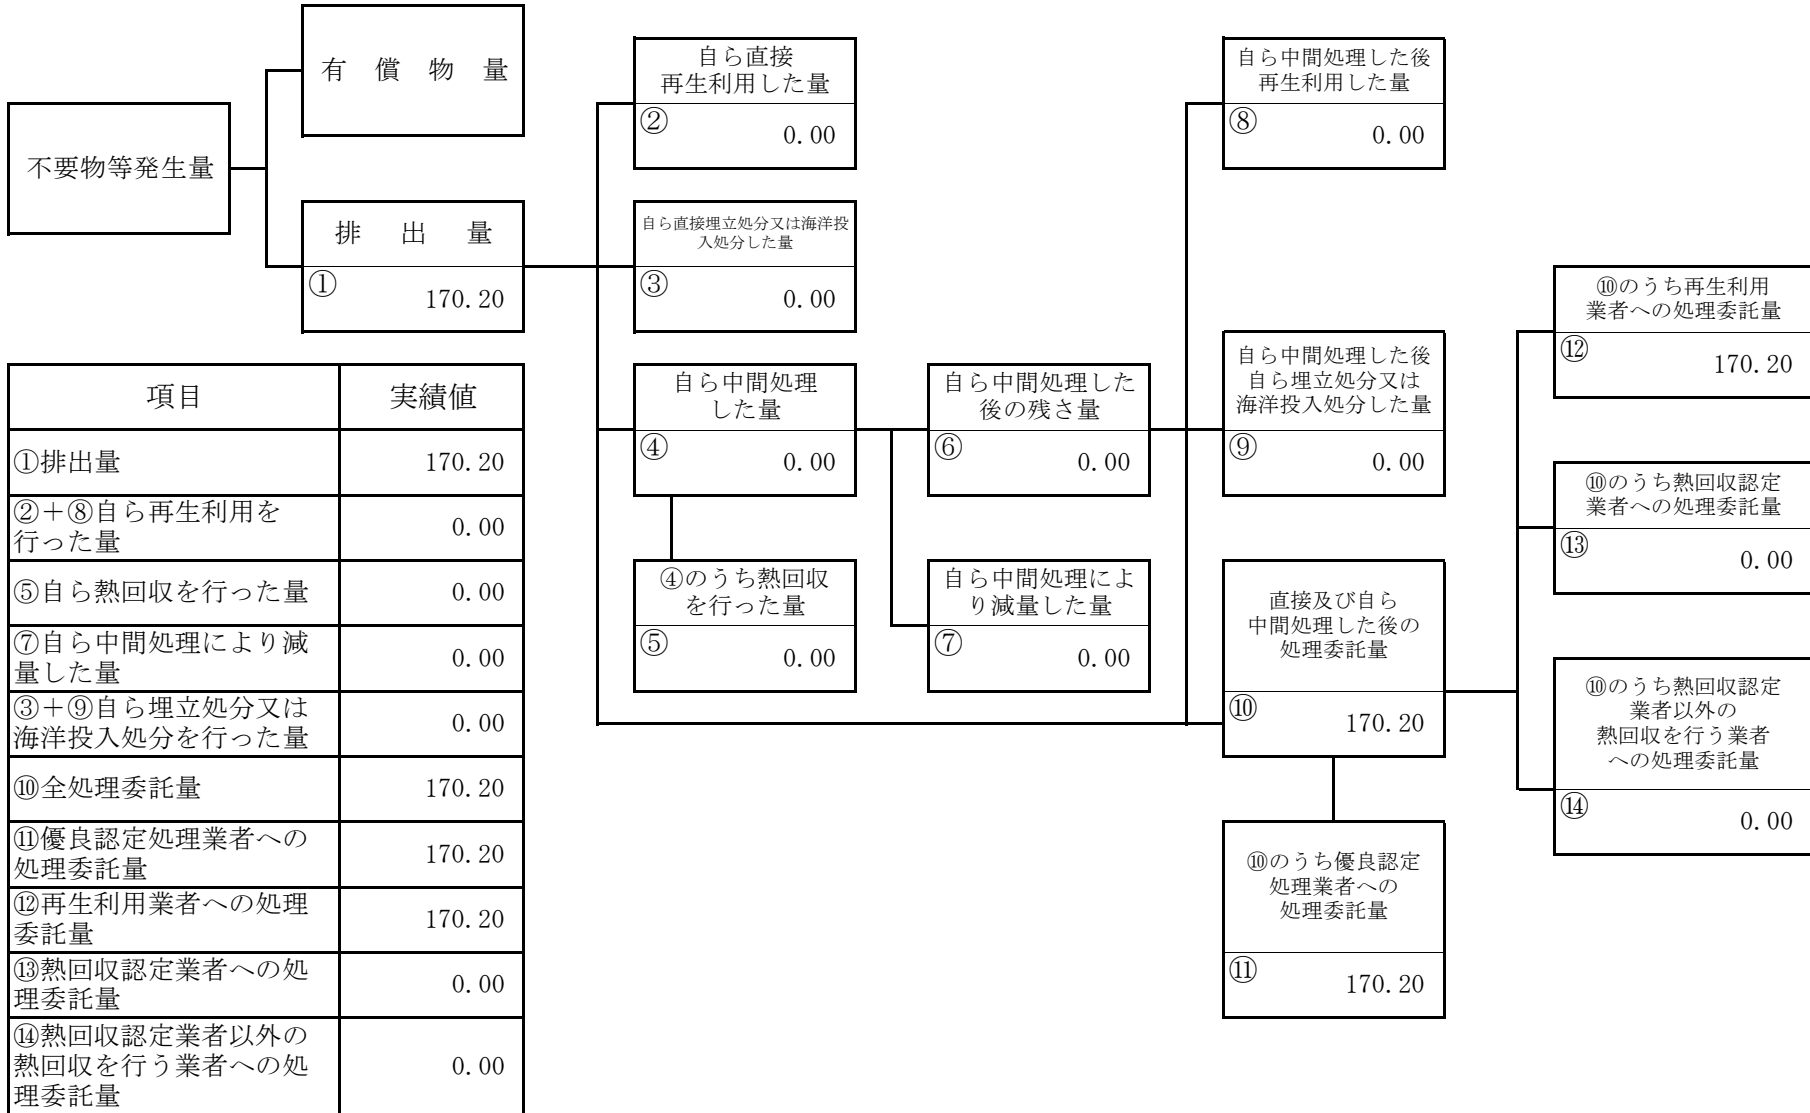 有　償　物　量
不要物等発生量
排　出　量
①
170.20
自ら直接
再生利用した量
②
0.00
自ら直接埋立処分又は海洋投
入処分した量
③
0.00
自ら中間処理
した量
④
0.00
④のうち熱回収
を行った量
⑤
0.00
自ら中間処理した
後の残さ量
⑥
0.00
自ら中間処理によ
り減量した量
⑦
0.00
自ら中間処理した後
再生利用した量
⑧
0.00
自ら中間処理した後
自ら埋立処分又は
海洋投入処分した量
⑨
0.00
直接及び自ら
中間処理した後の
処理委託量
⑩
170.20
⑩のうち優良認定
処理業者への
処理委託量
⑪
170.20
⑩のうち再生利用
業者への処理委託量
⑫
170.20
⑩のうち熱回収認定
業者への処理委託量
⑬
0.00
⑩のうち熱回収認定
業者以外の
熱回収を行う業者
への処理委託量
⑭
0.00
項目
実績値
①排出量
170.20
②＋⑧自ら再生利用を
行った量
0.00
⑤自ら熱回収を行った量
0.00
⑦自ら中間処理により減
量した量
0.00
③＋⑨自ら埋立処分又は
海洋投入処分を行った量
0.00
⑩全処理委託量
170.20
⑪優良認定処理業者への
処理委託量
170.20
⑫再生利用業者への処理
委託量
170.20
⑬熱回収認定業者への処
理委託量
0.00
⑭熱回収認定業者以外の
熱回収を行う業者への処
理委託量
0.00